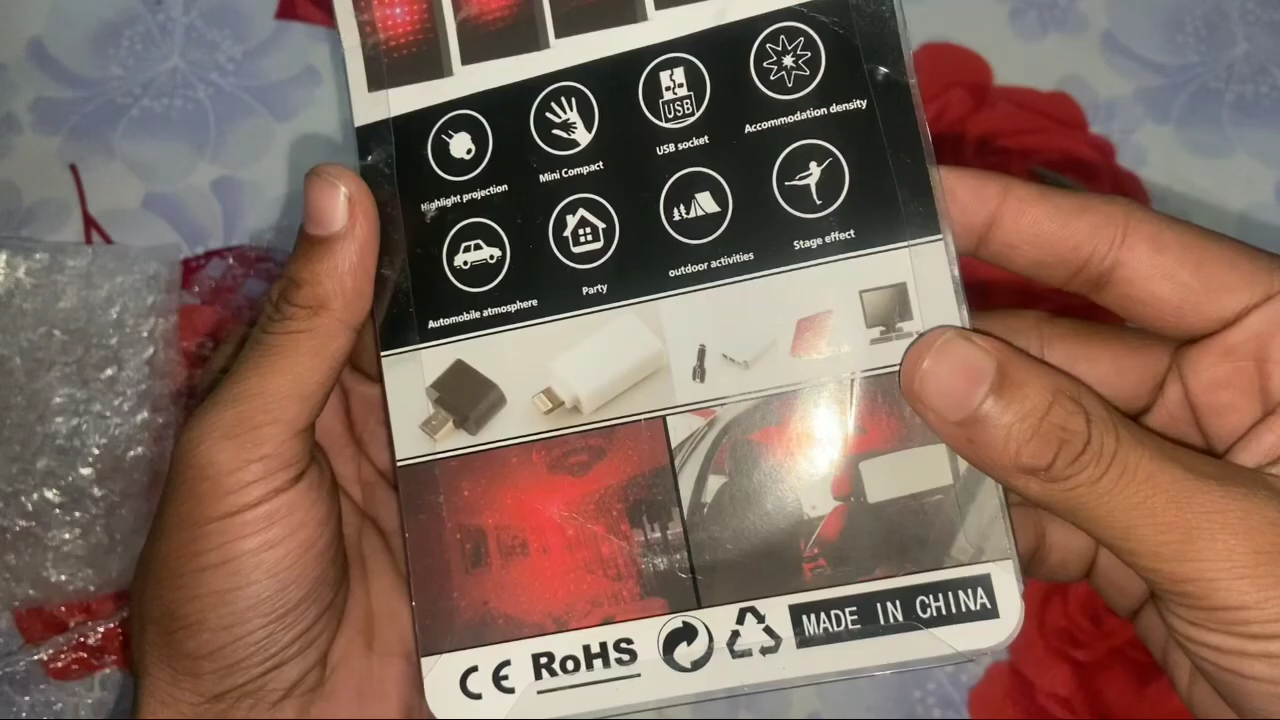 USB
Highlight projection
Mini Compact
USB socket
Accommodation density
Automobile atmosphere
Party
outdoor activities
Stage effect
CE RoHS MADE IN CHINA